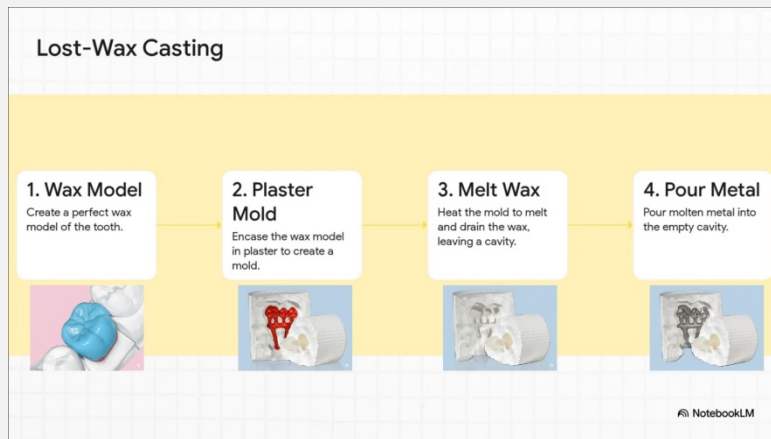 Lost-Wax Casting
1. Wax Model
Create a perfect wax
model of the tooth.
2. Plaster
Mold
Encase the wax model
in plaster to create a
mold.
3. Melt Wax
Heat the mold to melt
and drain the wax,
leaving a cavity.
4. Pour Metal
Pour molten metal into
the empty cavity.
NotebookLM